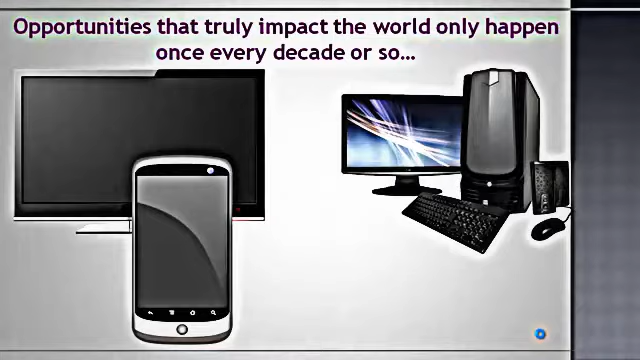 Opportunities that truly impact the world only happen
once every decade or so…